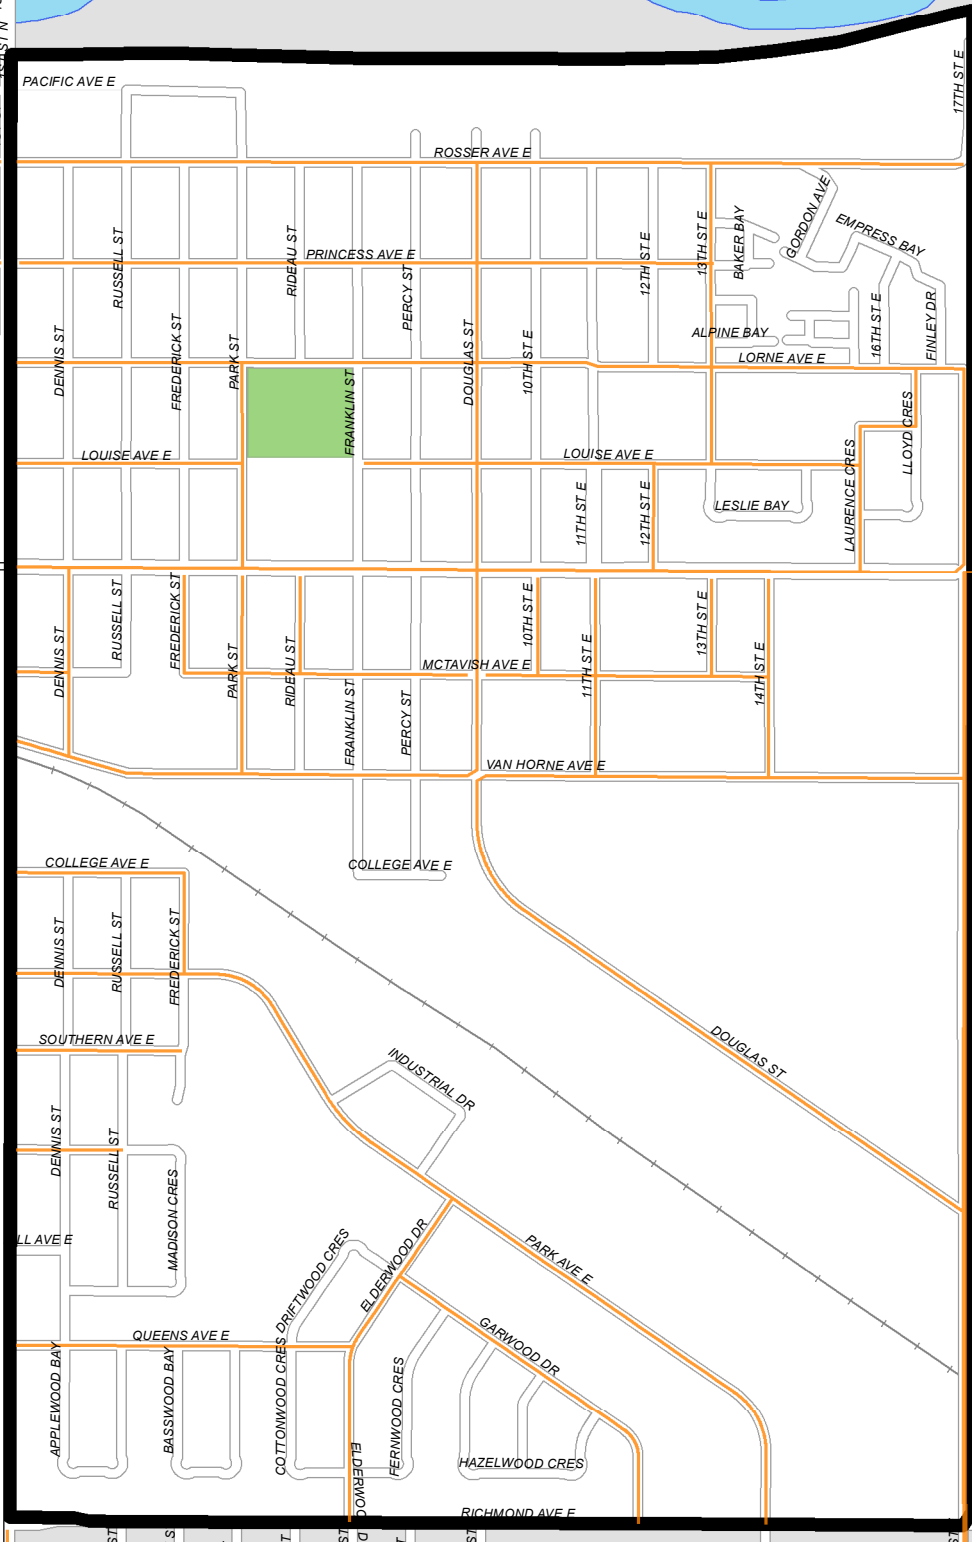 PACIFIC AVE E
17TH ST E
ROSSER AVE E
GORDON AVE
EMPRESS BAY
RUSSELL ST
RIDEAU ST
PRINCESS AVE E
PERCY ST
12TH ST E
13TH ST E
BAKER BAY
DENNIS ST
FREDERICK ST
PARK ST
DOUGLAS ST
10TH ST E
ALPINE BAY
16TH ST E
FINLEY DR
LORNE AVE E
FRANKLIN ST
LLOYD CRES
LOUISE AVE E
LOUISE AVE E
LAURENCE CRES
11TH ST E
12TH ST E
LESLIE BAY
DENNIS ST
RUSSELL ST
FREDERICK ST
PARK ST
RIDEAU ST
MCTAVISH AVE E
10TH ST E
11TH ST E
13TH ST E
14TH ST E
FRANKLIN ST
PERCY ST
VAN HORNE AVE E
COLLEGE AVE E
COLLEGE AVE E
DENNIS ST
RUSSELL ST
FREDERICK ST
SOUTHERN AVE E
INDUSTRIAL DR
DOUGLAS ST
DENNIS ST
RUSSELL ST
MADISON CRES
LL AVE E
DRIFTWOOD CRES
ELDERWOOD DR
PARK AVE E
QUEENS AVE E
GARWOOD DR
APPLEWOOD BAY
BASSWOOD BAY
COTTONWOOD CRES
FERNWOOD CRES
HAZELWOOD CRES
RICHMOND AVE E